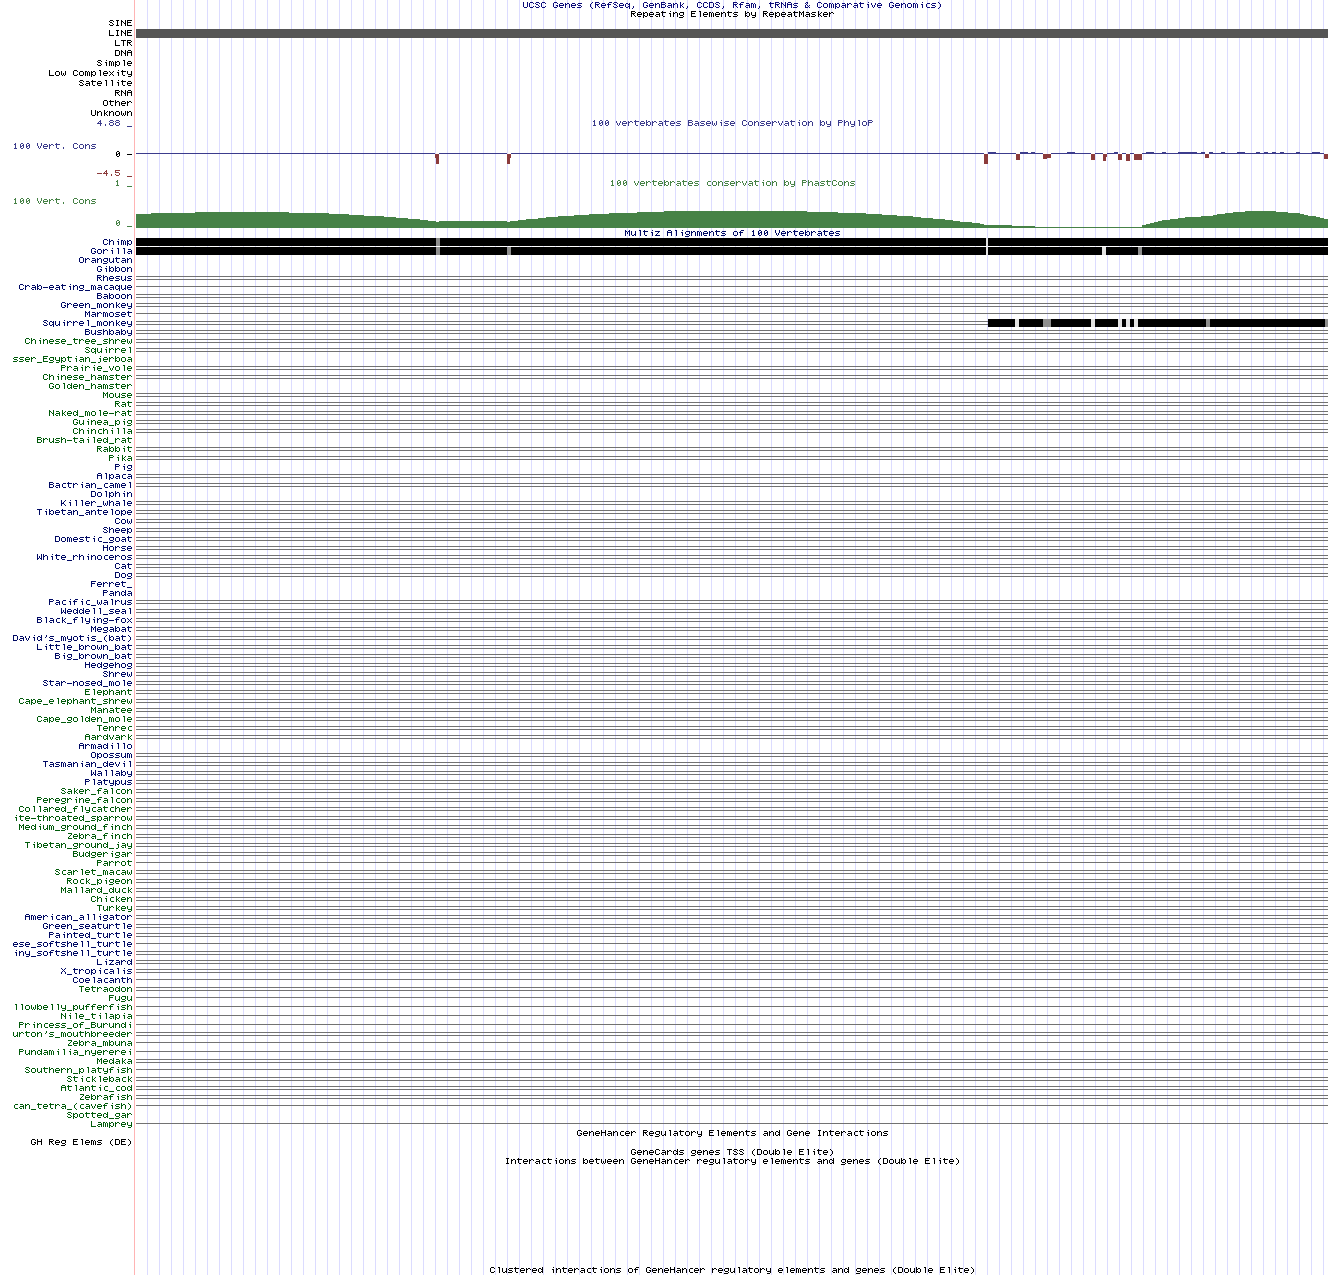 UCSC Genes (RefSeq, GenBank, CCDS, Rfam, tRNAs & Comparative Genomics)
Repeating Elements by RepeatMasker
SINE
LINE
LTR
DNA
Simple
Low Complexity
Satellite
RNA
Other
Unknown
4.88 _
100 vertebrates Basewise Conservation by PhyloP
100 Vert. Cons
0 -
-4.5 _
1 _
100 vertebrates conservation by PhastCons
100 Vert. Cons
0 _
Multiz Alignments of 100 Vertebrates
Chimp
Gorilla
Orangutan
Gibbon
Rhesus
Crab-eating_macaque
Baboon
Green_monkey
Marmoset
Squirrel_monkey
Bushbaby
Chinese_tree_shrew
Squirrel
sser_Egyptian_jerboa
Prairie_vole
Chinese_hamster
Golden_hamster
Mouse
Rat
Naked_mole-rat
Guinea_pig
Chinchilla
Brush-tailed_rat
Rabbit
Pika
Pig
Alpaca
Bactrian_camel
Dolphin
Killer_whale
Tibetan_antelope
Cow
Sheep
Domestic_goat
Horse
White_rhinoceros
Cat
Dog
Ferret_
Panda
Pacific_walrus
Weddell_seal
Black_flying-fox
Megabat
David's_myotis_(bat)
Little_brown_bat
Big_brown_bat
Hedgehog
Shrew
Star-nosed_mole
Elephant
Cape_elephant_shrew
Manatee
Cape_golden_mole
Tenrec
Aardvark
Armadillo
Opossum
Tasmanian_devil
Wallaby
Platypus
Saker_falcon
Peregrine_falcon
Collared_flycatcher
ite-throated_sparrow
Medium_ground_finch
Zebra_finch
Tibetan_ground_jay
Budgerigar
Parrot
Scarlet_macaw
Rock_pigeon
Mallard_duck
Chicken
Turkey
American_alligator
Green_seaturtle
Painted_turtle
ese_softshell_turtle
iny_softshell_turtle
Lizard
X_tropicalis
Coelacanth
Tetraodon
Fugu
llowbelly_pufferfish
Nile_tilapia
Princess_of_Burundi
urton's_mouthbreeder
Zebra_mbuna
Pundamilia_nyererei
Medaka
Southern_platyfish
Stickleback
Atlantic_cod
Zebrafish
can_tetra_(cavefish)
Spotted_gar
Lamprey
GeneHancer Regulatory Elements and Gene Interactions
GH Reg Elems (DE)
GeneCards genes TSS (Double Elite)
Interactions between GeneHancer regulatory elements and genes (Double Elite)
Clustered interactions of GeneHancer regulatory elements and genes (Double Elite)